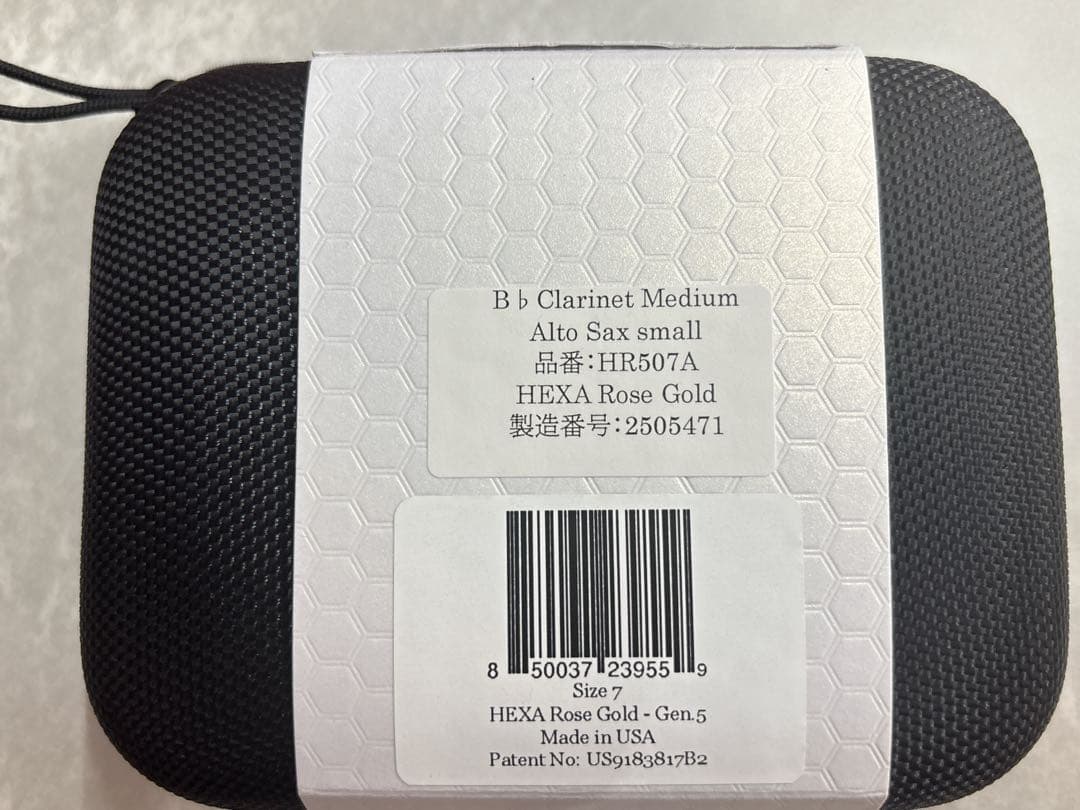 B♭Clarinet Medium
Alto Sax small
品番:HR507A
HEXA Rose Gold
製造番号:2505471
8 50037 23955 9
Size 7
HEXA Rose Gold - Gen.5
Made in USA
Patent No: US9183817B2